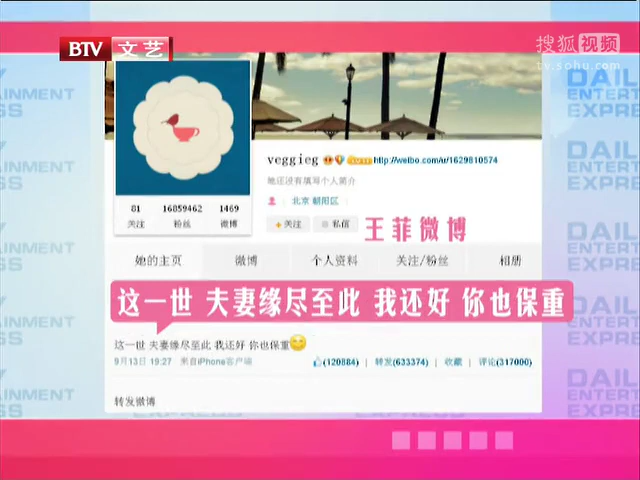 BTV 文艺
搜狐视频
tv.sohu.com
DAILY
ENTERTAINMENT
EXPRESS
veggieg http://weibo.com/u/1629810574
她还没有填写个人简介
北京 朝阳区
81 16859462 1469
关注 粉丝 微博
+关注 私信
王菲微博
她的主页 微博 个人资料 关注/粉丝 相册
这一世 夫妻缘尽至此 我还好 你也保重
这一世 夫妻缘尽至此 我还好 你也保重
9月13日 19:27 来自iPhone客户端 (120884) | 转发(633374) | 收藏 | 评论(317000)
转发微博